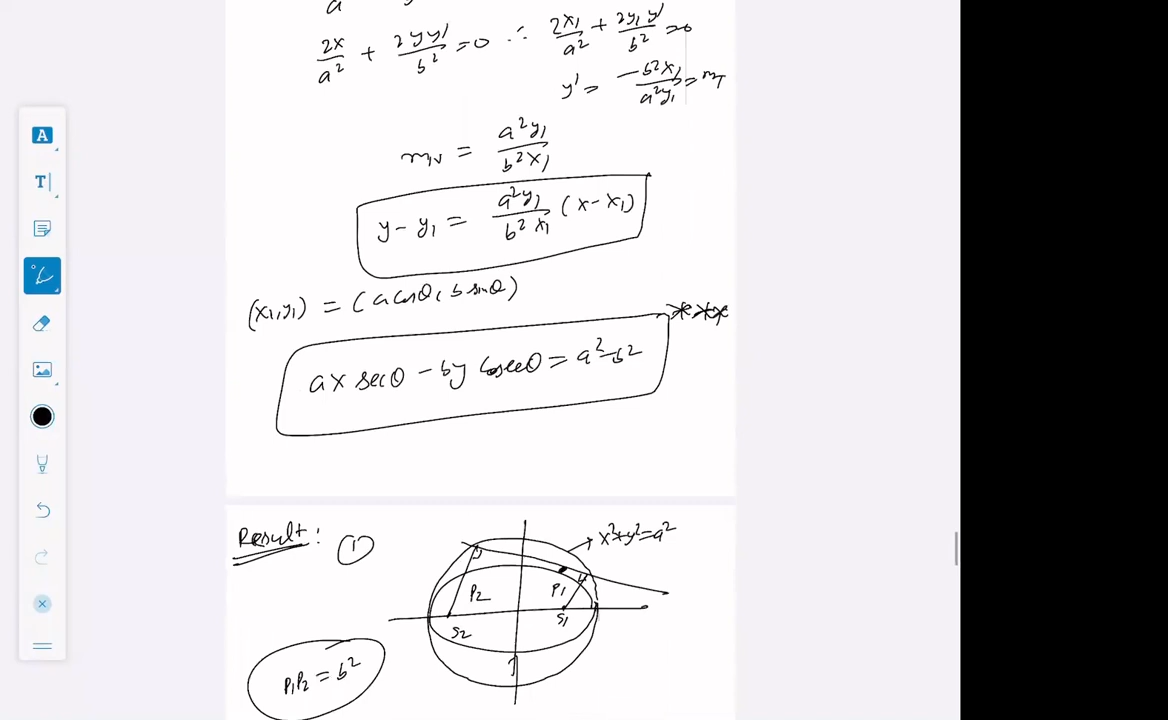 a
2x/a² + 2yy'/b² = 0 ∴ 2x₁/a² + 2y₁y'/b² = 0
y' = -b²x₁/a²y₁ = m_T
m_N = a²y₁/b²x₁
y - y₁ = a²y₁/b²x₁ (x - x₁)
(x₁, y₁) = (a cosθ, b sinθ)
***
ax secθ - by cosecθ = a² - b²
Result: ①
x²+y²=a²
P₂
P₁
S₂
S₁
P₁P₂ = b²
A
T